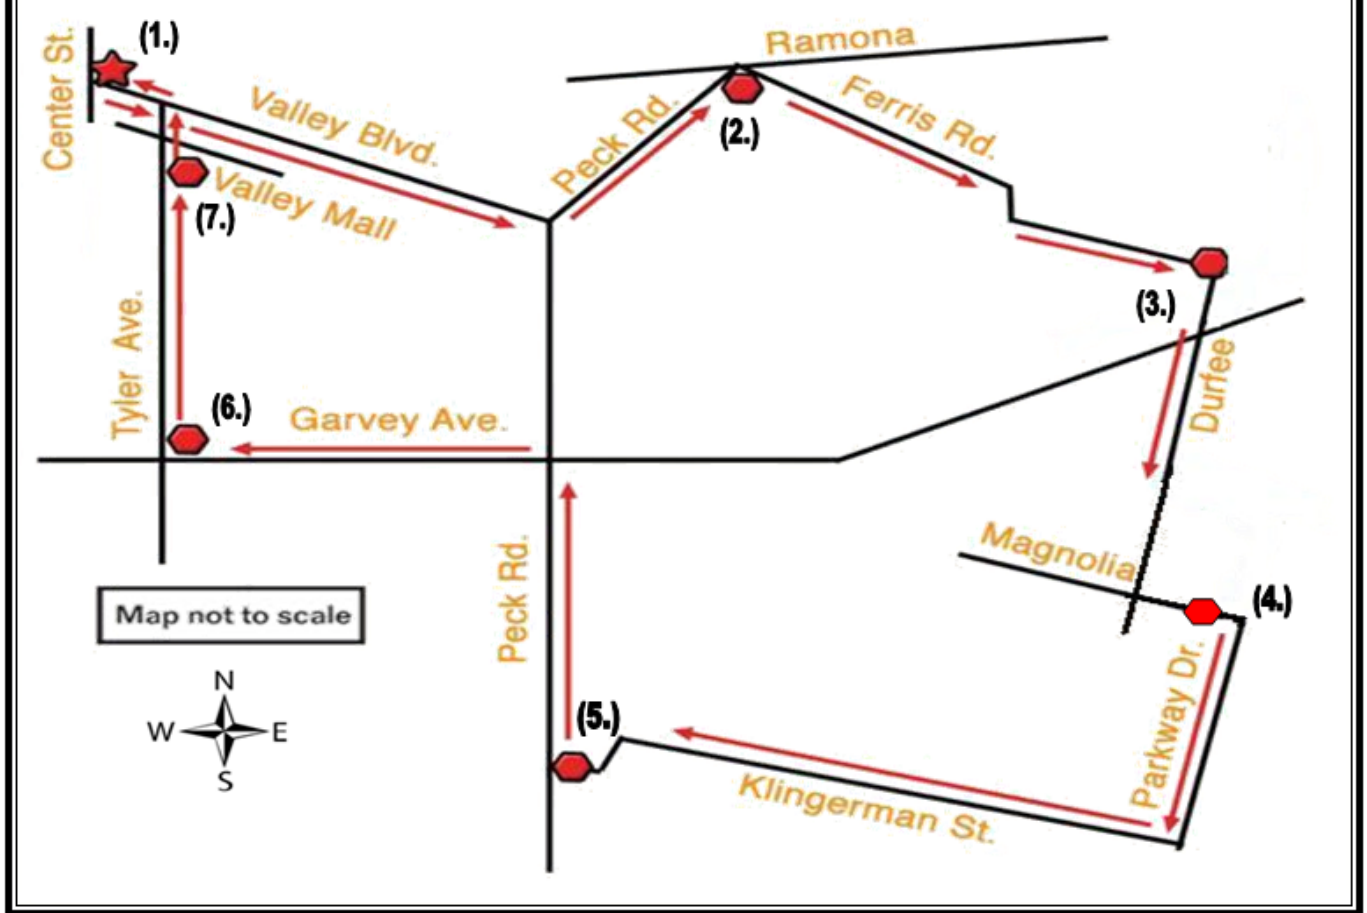 Center St.
(1.)
Valley Blvd.
Ramona
Peck Rd.
(2.)
Ferris Rd.
Valley Mall
(7.)
(3.)
Tyler Ave.
Durfee
(6.)
Garvey Ave.
Magnolia
(4.)
Peck Rd.
Map not to scale
N
W
E
S
(5.)
Parkway Dr.
Klingerman St.